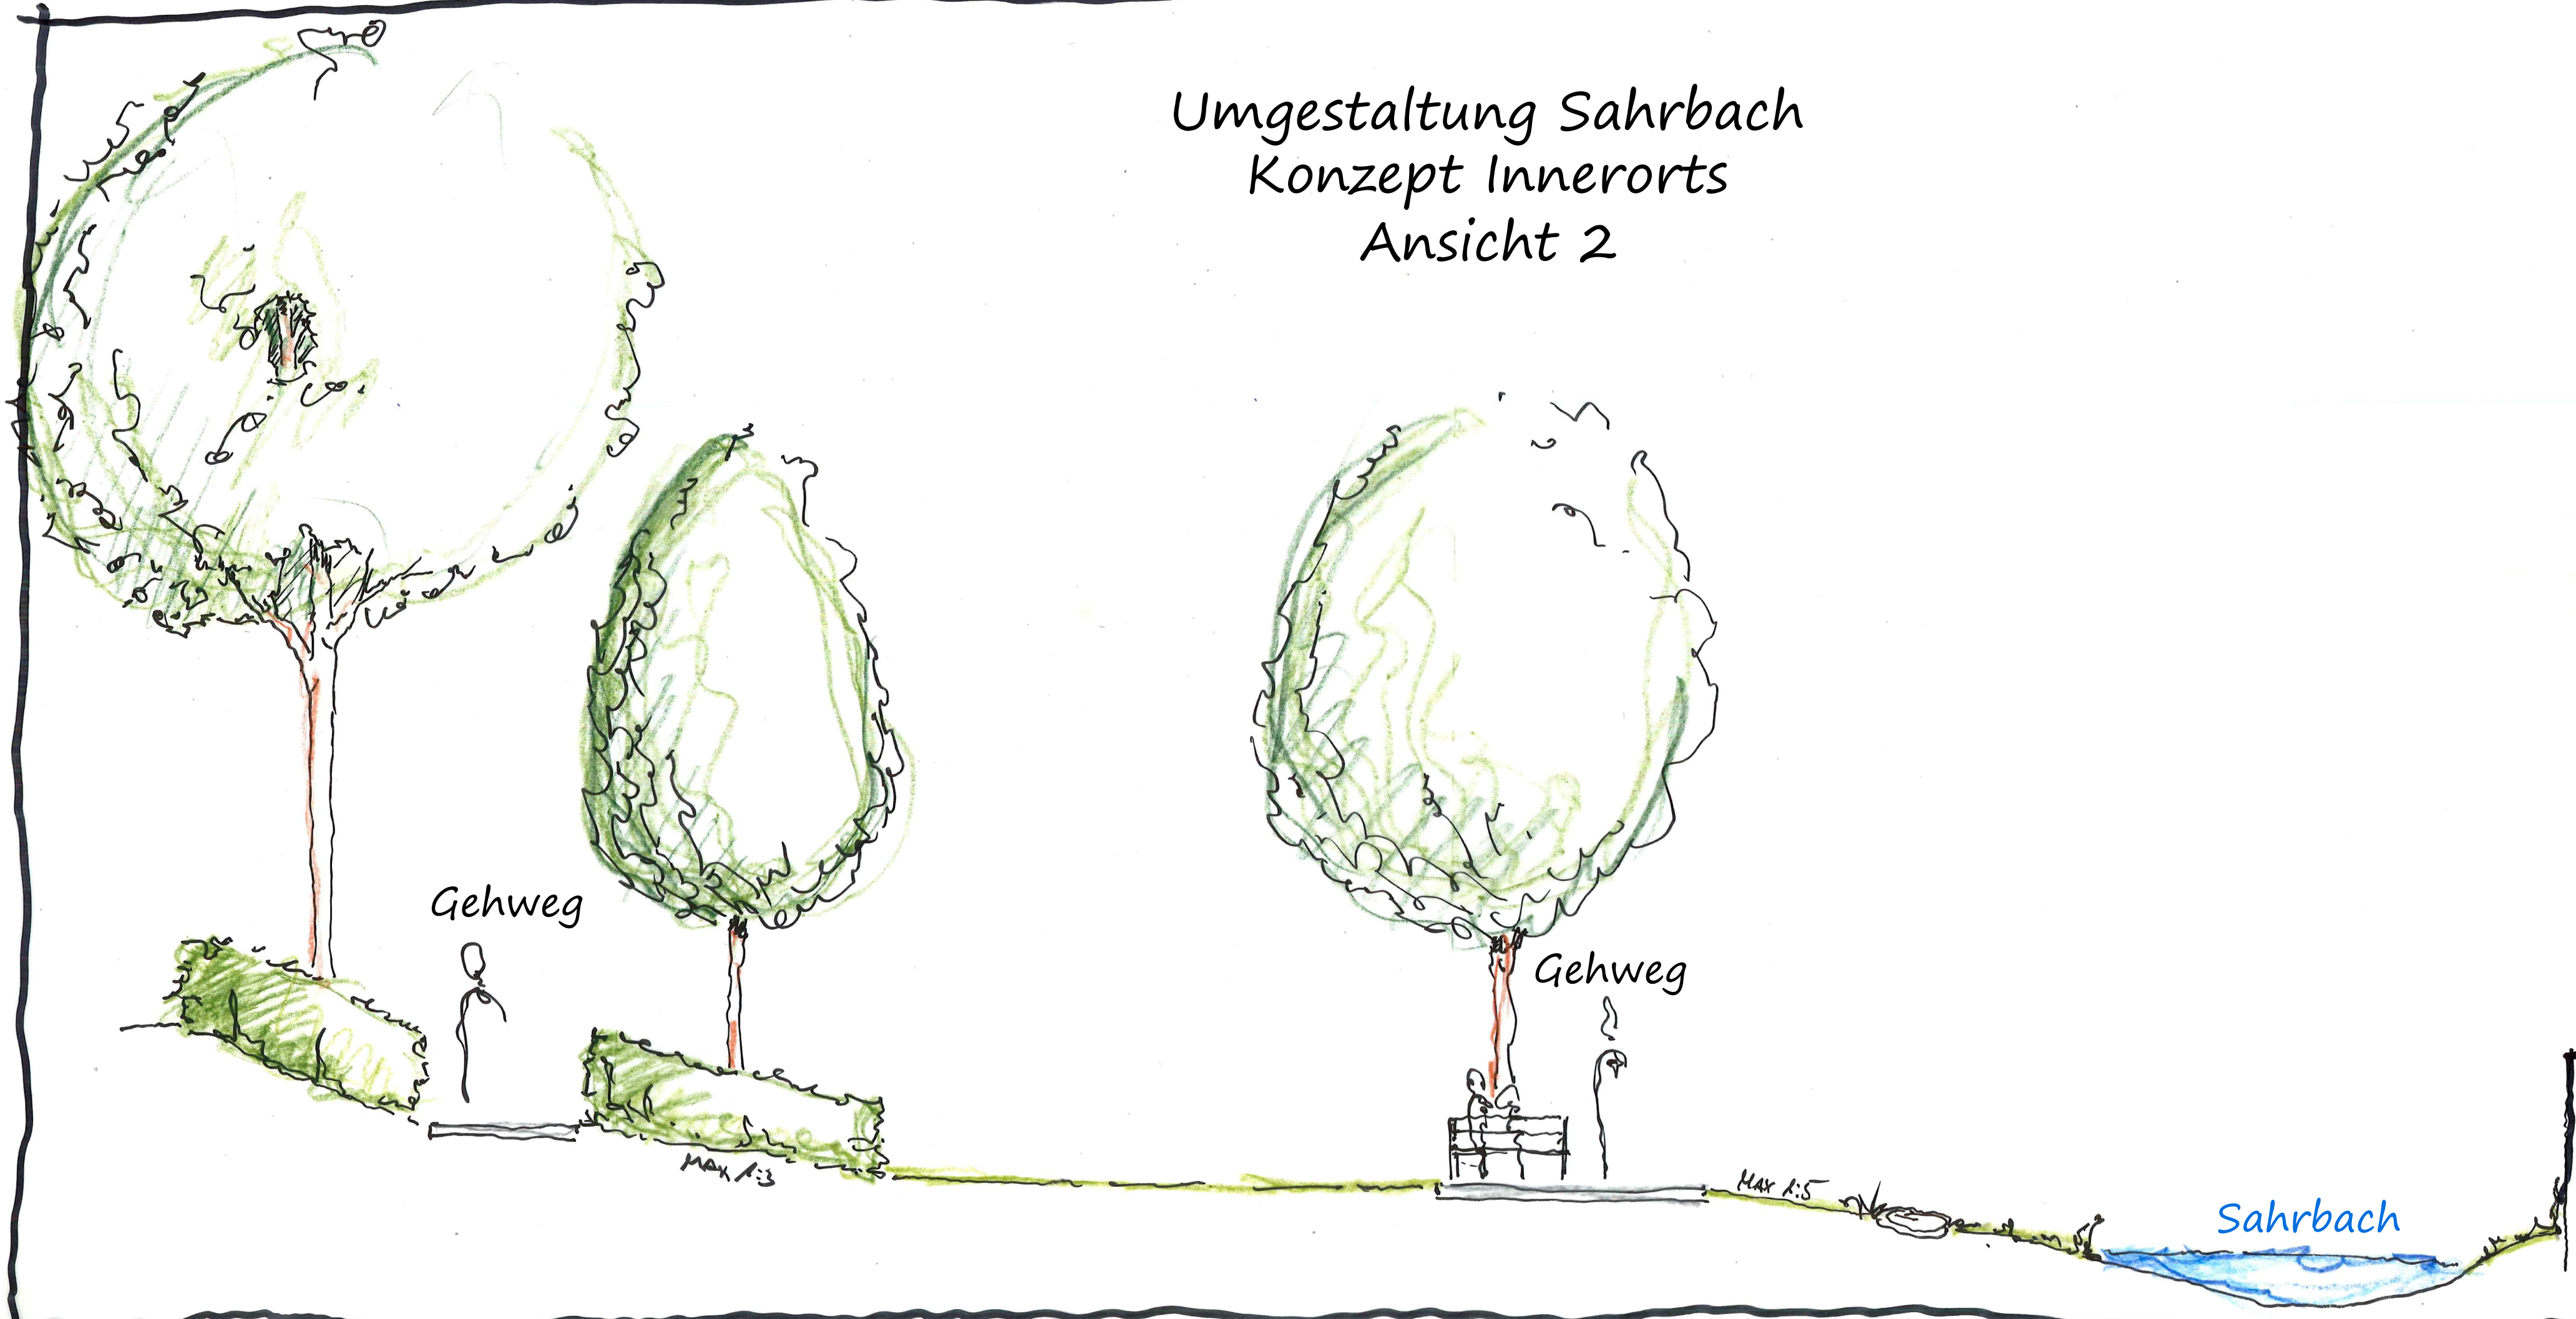 Umgestaltung Sahrbach
Konzept Innerorts
Ansicht 2
Gehweg
Gehweg
MAX 1:3
MAX 1:5
Sahrbach